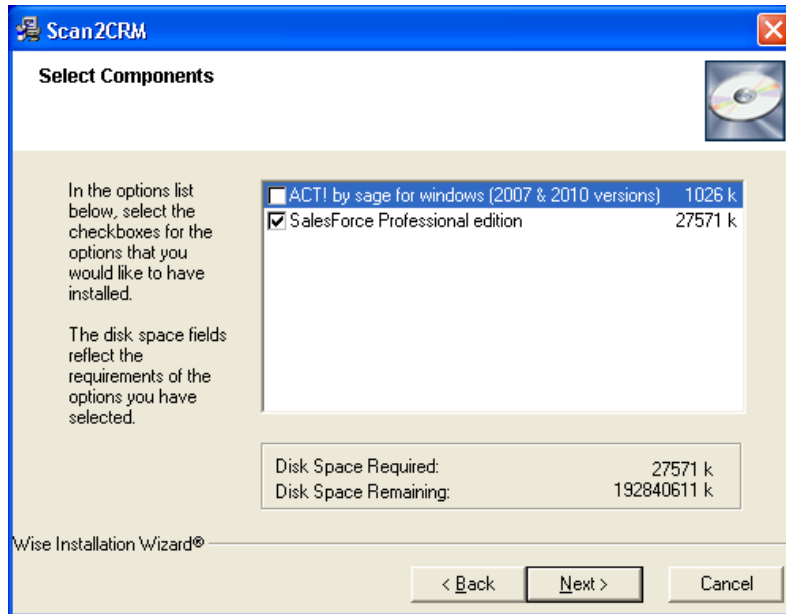 Scan2CRM
Select Components
In the options list
below, select the
checkboxes for the
options that you
would like to have
installed.
The disk space fields
reflect the
requirements of the
options you have
selected.
ACT! by sage for windows (2007 & 2010 versions) 1026 k
SalesForce Professional edition 27571 k
Disk Space Required: 27571 k
Disk Space Remaining: 192840611 k
Wise Installation Wizard®
< Back Next > Cancel